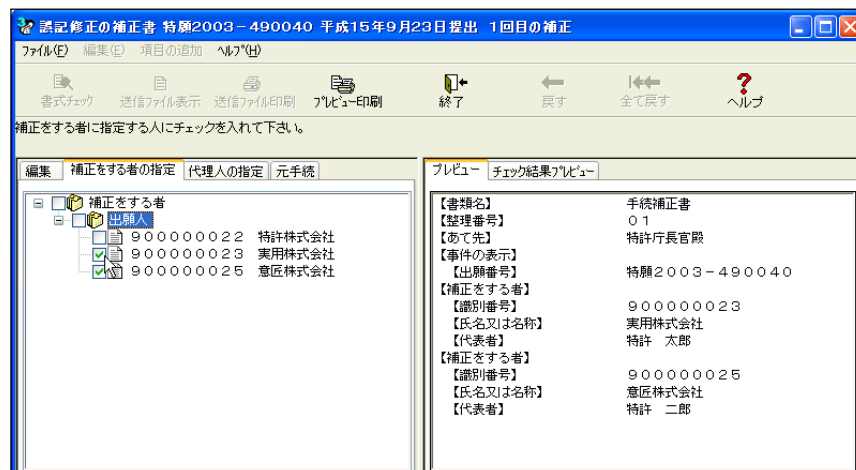 誤記修正の補正書 特願2003-490040 平成15年9月23日提出 1回目の補正
ファイル(F) 編集(E) 項目の追加 ヘルプ(H)
書式チェック 送信ファイル表示 送信ファイル印刷 プレビュー印刷 終了 戻す 全て戻す ヘルプ
補正をする者に指定する人にチェックを入れて下さい。
編集 補正をする者の指定 代理人の指定 元手続
補正をする者
出願人
900000022 特許株式会社
900000023 実用株式会社
900000025 意匠株式会社
プレビュー チェック結果プレビュー
【書類名】 手続補正書
【整理番号】 01
【あて先】 特許庁長官殿
【事件の表示】
【出願番号】 特願2003-490040
【補正をする者】
【識別番号】 900000023
【氏名又は名称】 実用株式会社
【代表者】 特許 太郎
【補正をする者】
【識別番号】 900000025
【氏名又は名称】 意匠株式会社
【代表者】 特許 二郎